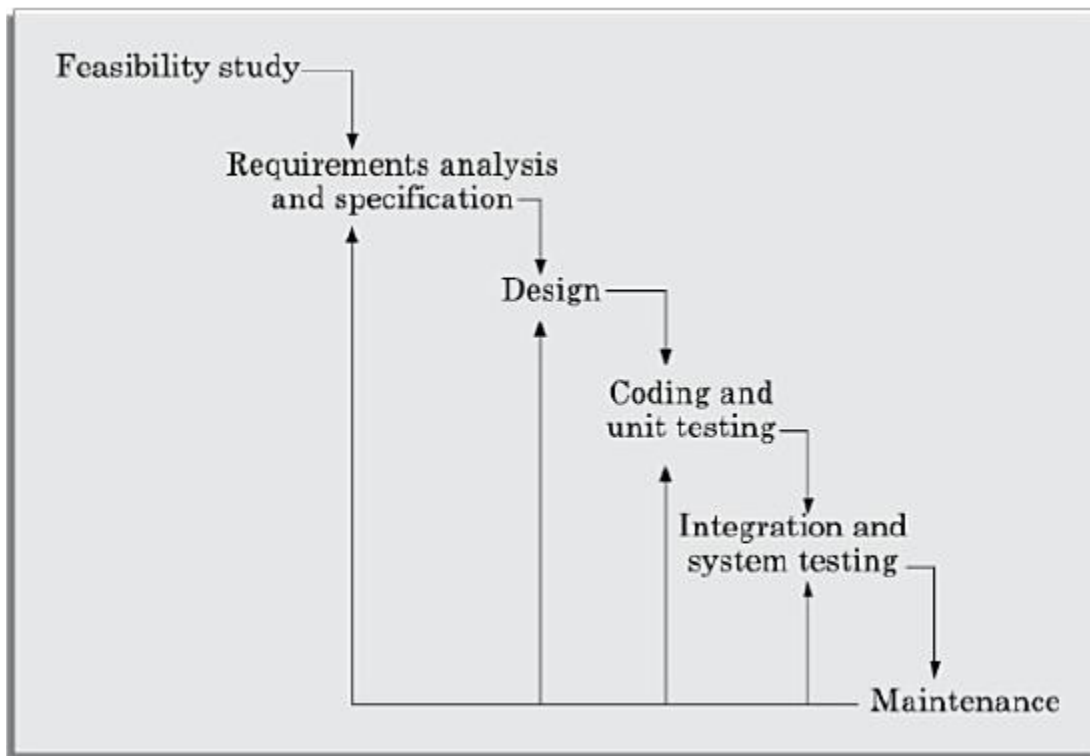 Feasibility study
Requirements analysis
and specification
Design
Coding and
unit testing
Integration and
system testing
Maintenance